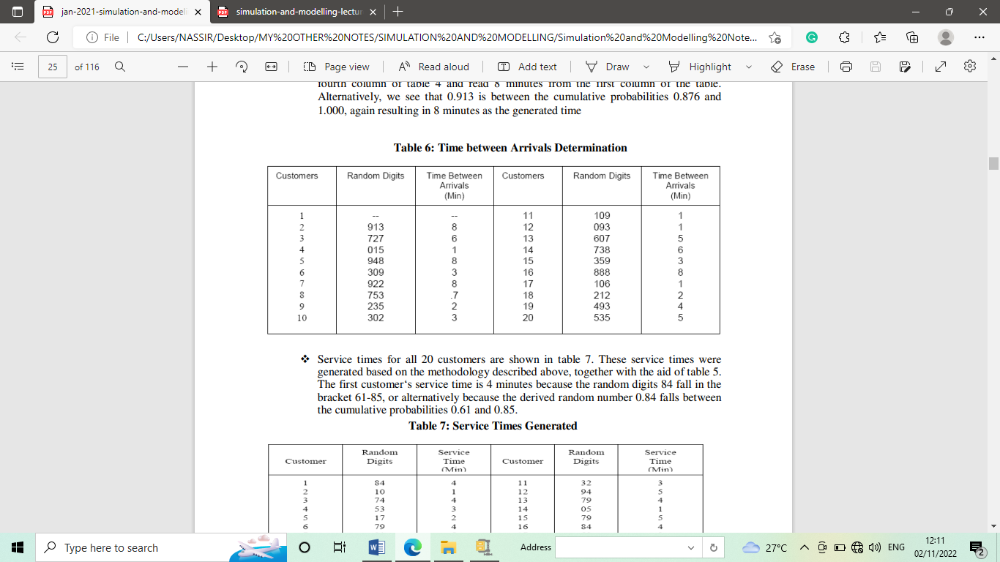 jan-2021-simulation-and-modeli
simulation-and-modelling-lectur
File
C:/Users/NASSIR/Desktop/MY%20OTHER%20NOTES/SIMULATION%20AND%20MODELLING/Simulation%20and%20Modelling%20Note...
25 of 116
Page view
Read aloud
Add text
Draw
Highlight
Erase
fourth column of table 4 and read 8 minutes from the first column of the table.
Alternatively, we see that 0.913 is between the cumulative probabilities 0.876 and
1.000, again resulting in 8 minutes as the generated time
Table 6: Time between Arrivals Determination
Customers Random Digits Time Between Customers Random Digits Time Between
Arrivals Arrivals
(Min) (Min)
1 -- -- 11 109 1
2 913 8 12 093 1
3 727 6 13 607 5
4 015 1 14 738 6
5 948 8 15 359 3
6 309 3 16 888 8
7 922 8 17 106 1
8 753 .7 18 212 2
9 235 2 19 493 4
10 302 3 20 535 5
❖ Service times for all 20 customers are shown in table 7. These service times were
generated based on the methodology described above, together with the aid of table 5.
The first customer‘s service time is 4 minutes because the random digits 84 fall in the
bracket 61-85, or alternatively because the derived random number 0.84 falls between
the cumulative probabilities 0.61 and 0.85.
Table 7: Service Times Generated
Random Service Random Service
Customer Digits Time Customer Digits Time
(Min) (Min)
1 84 4 11 32 3
2 10 1 12 94 5
3 74 4 13 79 4
4 53 3 14 05 1
5 17 2 15 79 5
6 79 4 16 84 4
Type here to search
Address
27°C
ENG
12:11
02/11/2022
2